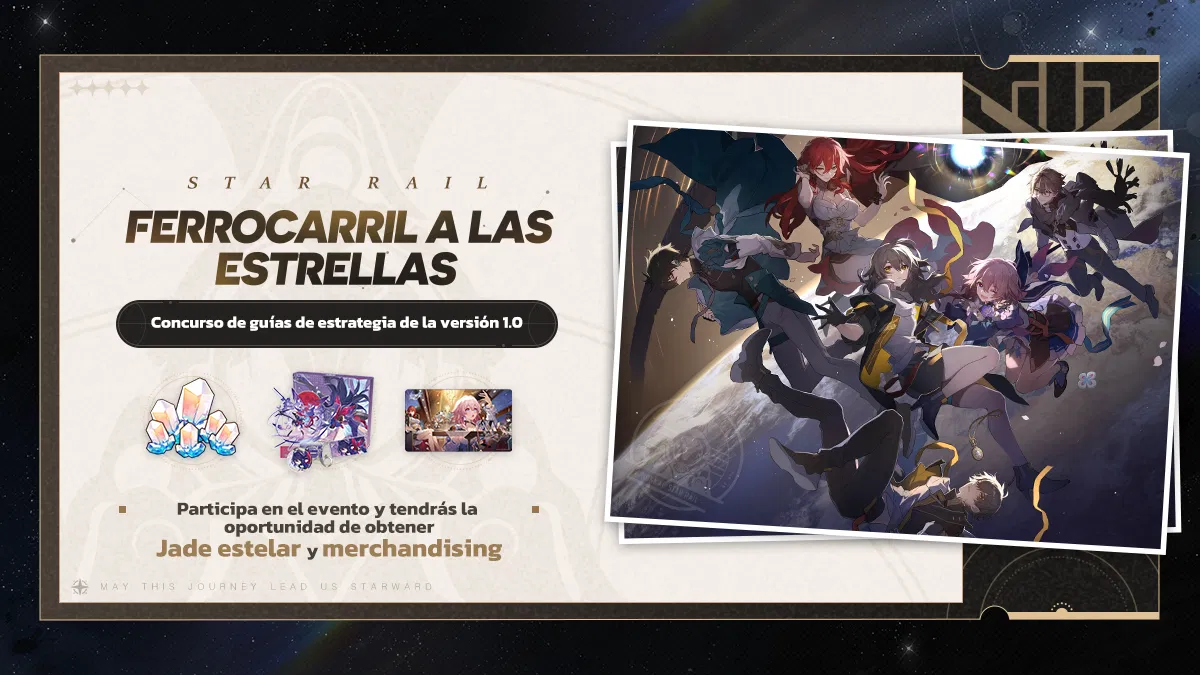 STAR RAIL
FERROCARRIL A LAS
ESTRELLAS
Concurso de guías de estrategia de la versión 1.0
Participa en el evento y tendrás la
oportunidad de obtener
Jade estelar y merchandising
MAY THIS JOURNEY LEAD US STARWARD